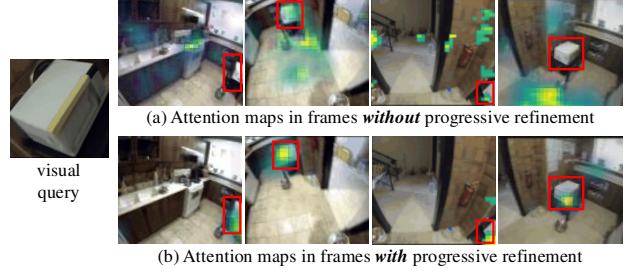 (a) Attention maps in frames without progressive refinement
visual
query
(b) Attention maps in frames with progressive refinement